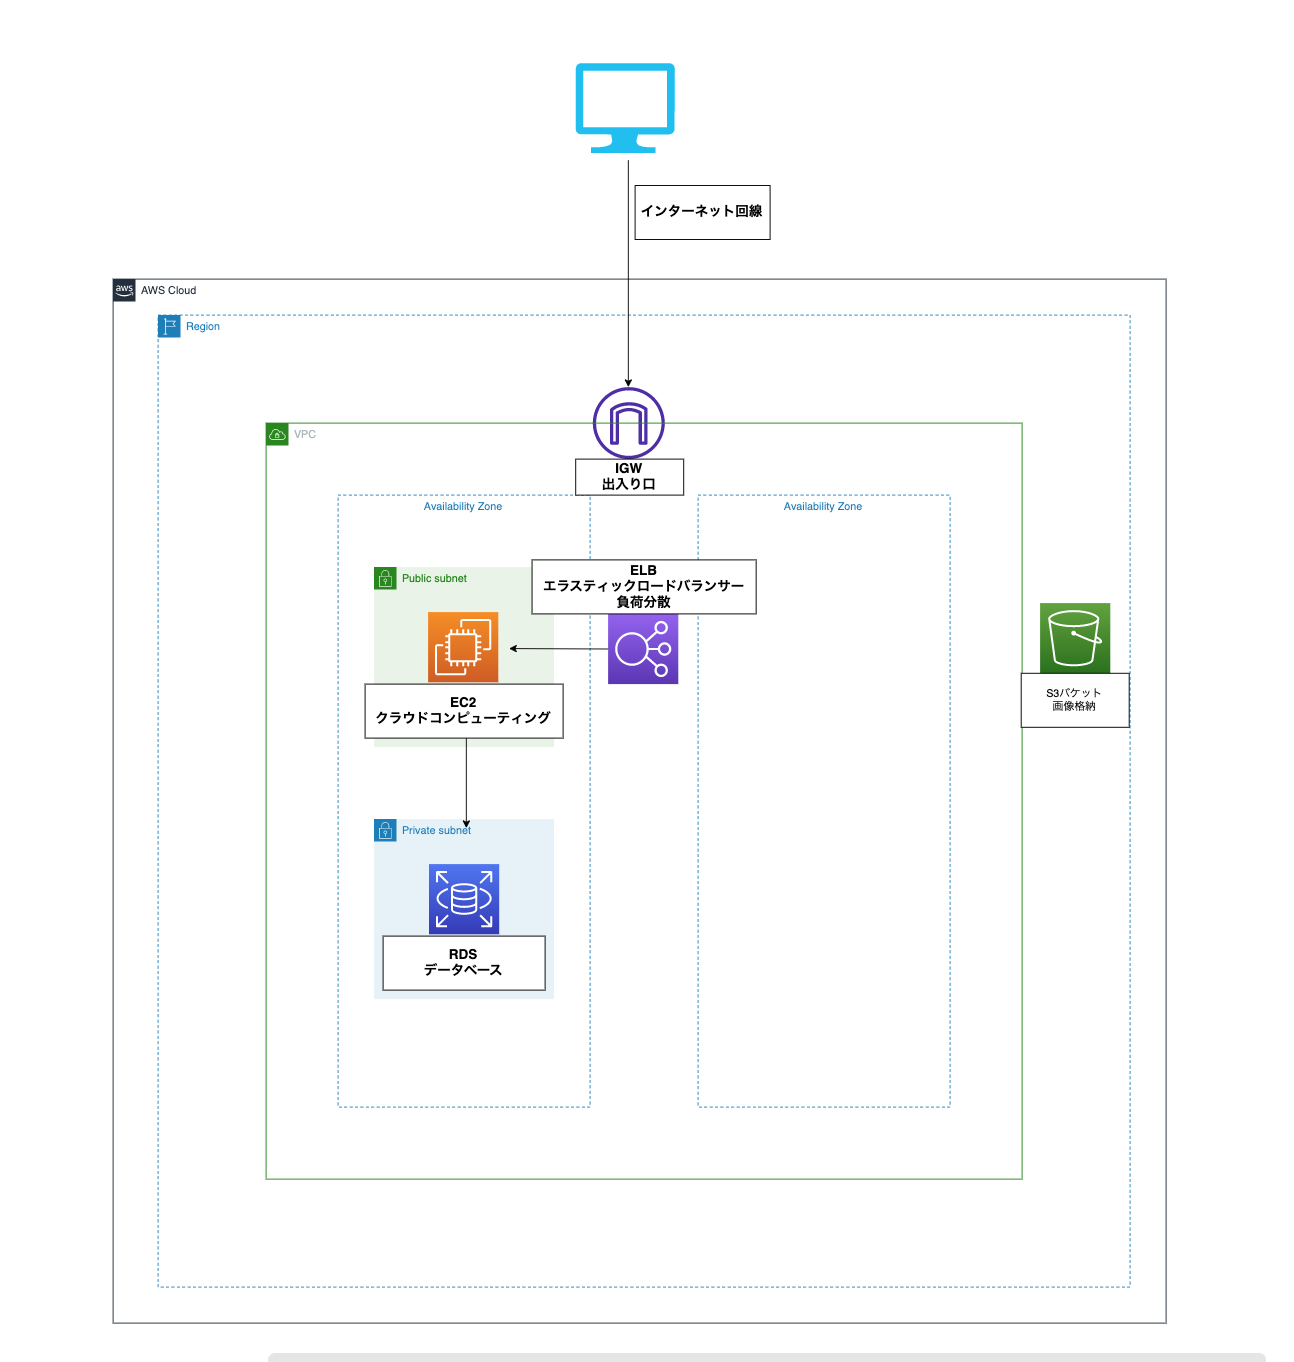 インターネット回線
aws
AWS Cloud
Region
VPC
IGW
出入り口
Availability Zone
Availability Zone
Public subnet
ELB
エラスティックロードバランサー
負荷分散
EC2
クラウドコンピューティング
S3バケット
画像格納
Private subnet
RDS
データベース